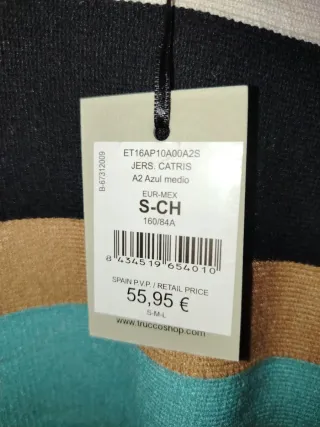 B-67312009
ET16AP10A00A2S
JERS. CATRIS
A2 Azul medio
EUR-MEX
S-CH
160/84A
8 434519 654010
SPAIN P.V.P. / RETAIL PRICE
55,95 €
S-M-L
www.truccoshop.com